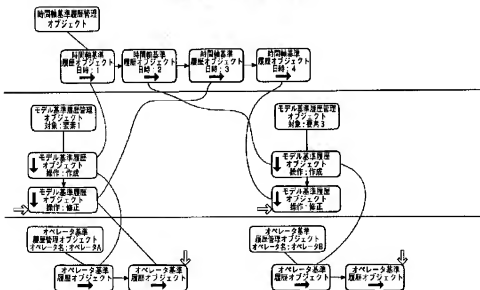 時間軸基準履歴管理
オブジェクト
時間軸基準
履歴オブジェクト
日時:1
時間軸基準
履歴オブジェクト
日時:2
時間軸基準
履歴オブジェクト
日時:3
時間軸基準
履歴オブジェクト
日時:4
モデル基準履歴管理
オブジェクト
対象:要素1
モデル基準履歴管理
オブジェクト
対象:要素3
モデル基準履歴
オブジェクト
操作:作成
モデル基準履歴
オブジェクト
操作:作成
モデル基準履歴
オブジェクト
操作:修正
モデル基準履歴
オブジェクト
操作:修正
オペレータ基準
履歴管理オブジェクト
オペレータ名:オペレータA
オペレータ基準
履歴管理オブジェクト
オペレータ名:オペレータB
オペレータ基準
履歴オブジェクト
オペレータ基準
履歴オブジェクト
オペレータ基準
履歴オブジェクト
オペレータ基準
履歴オブジェクト